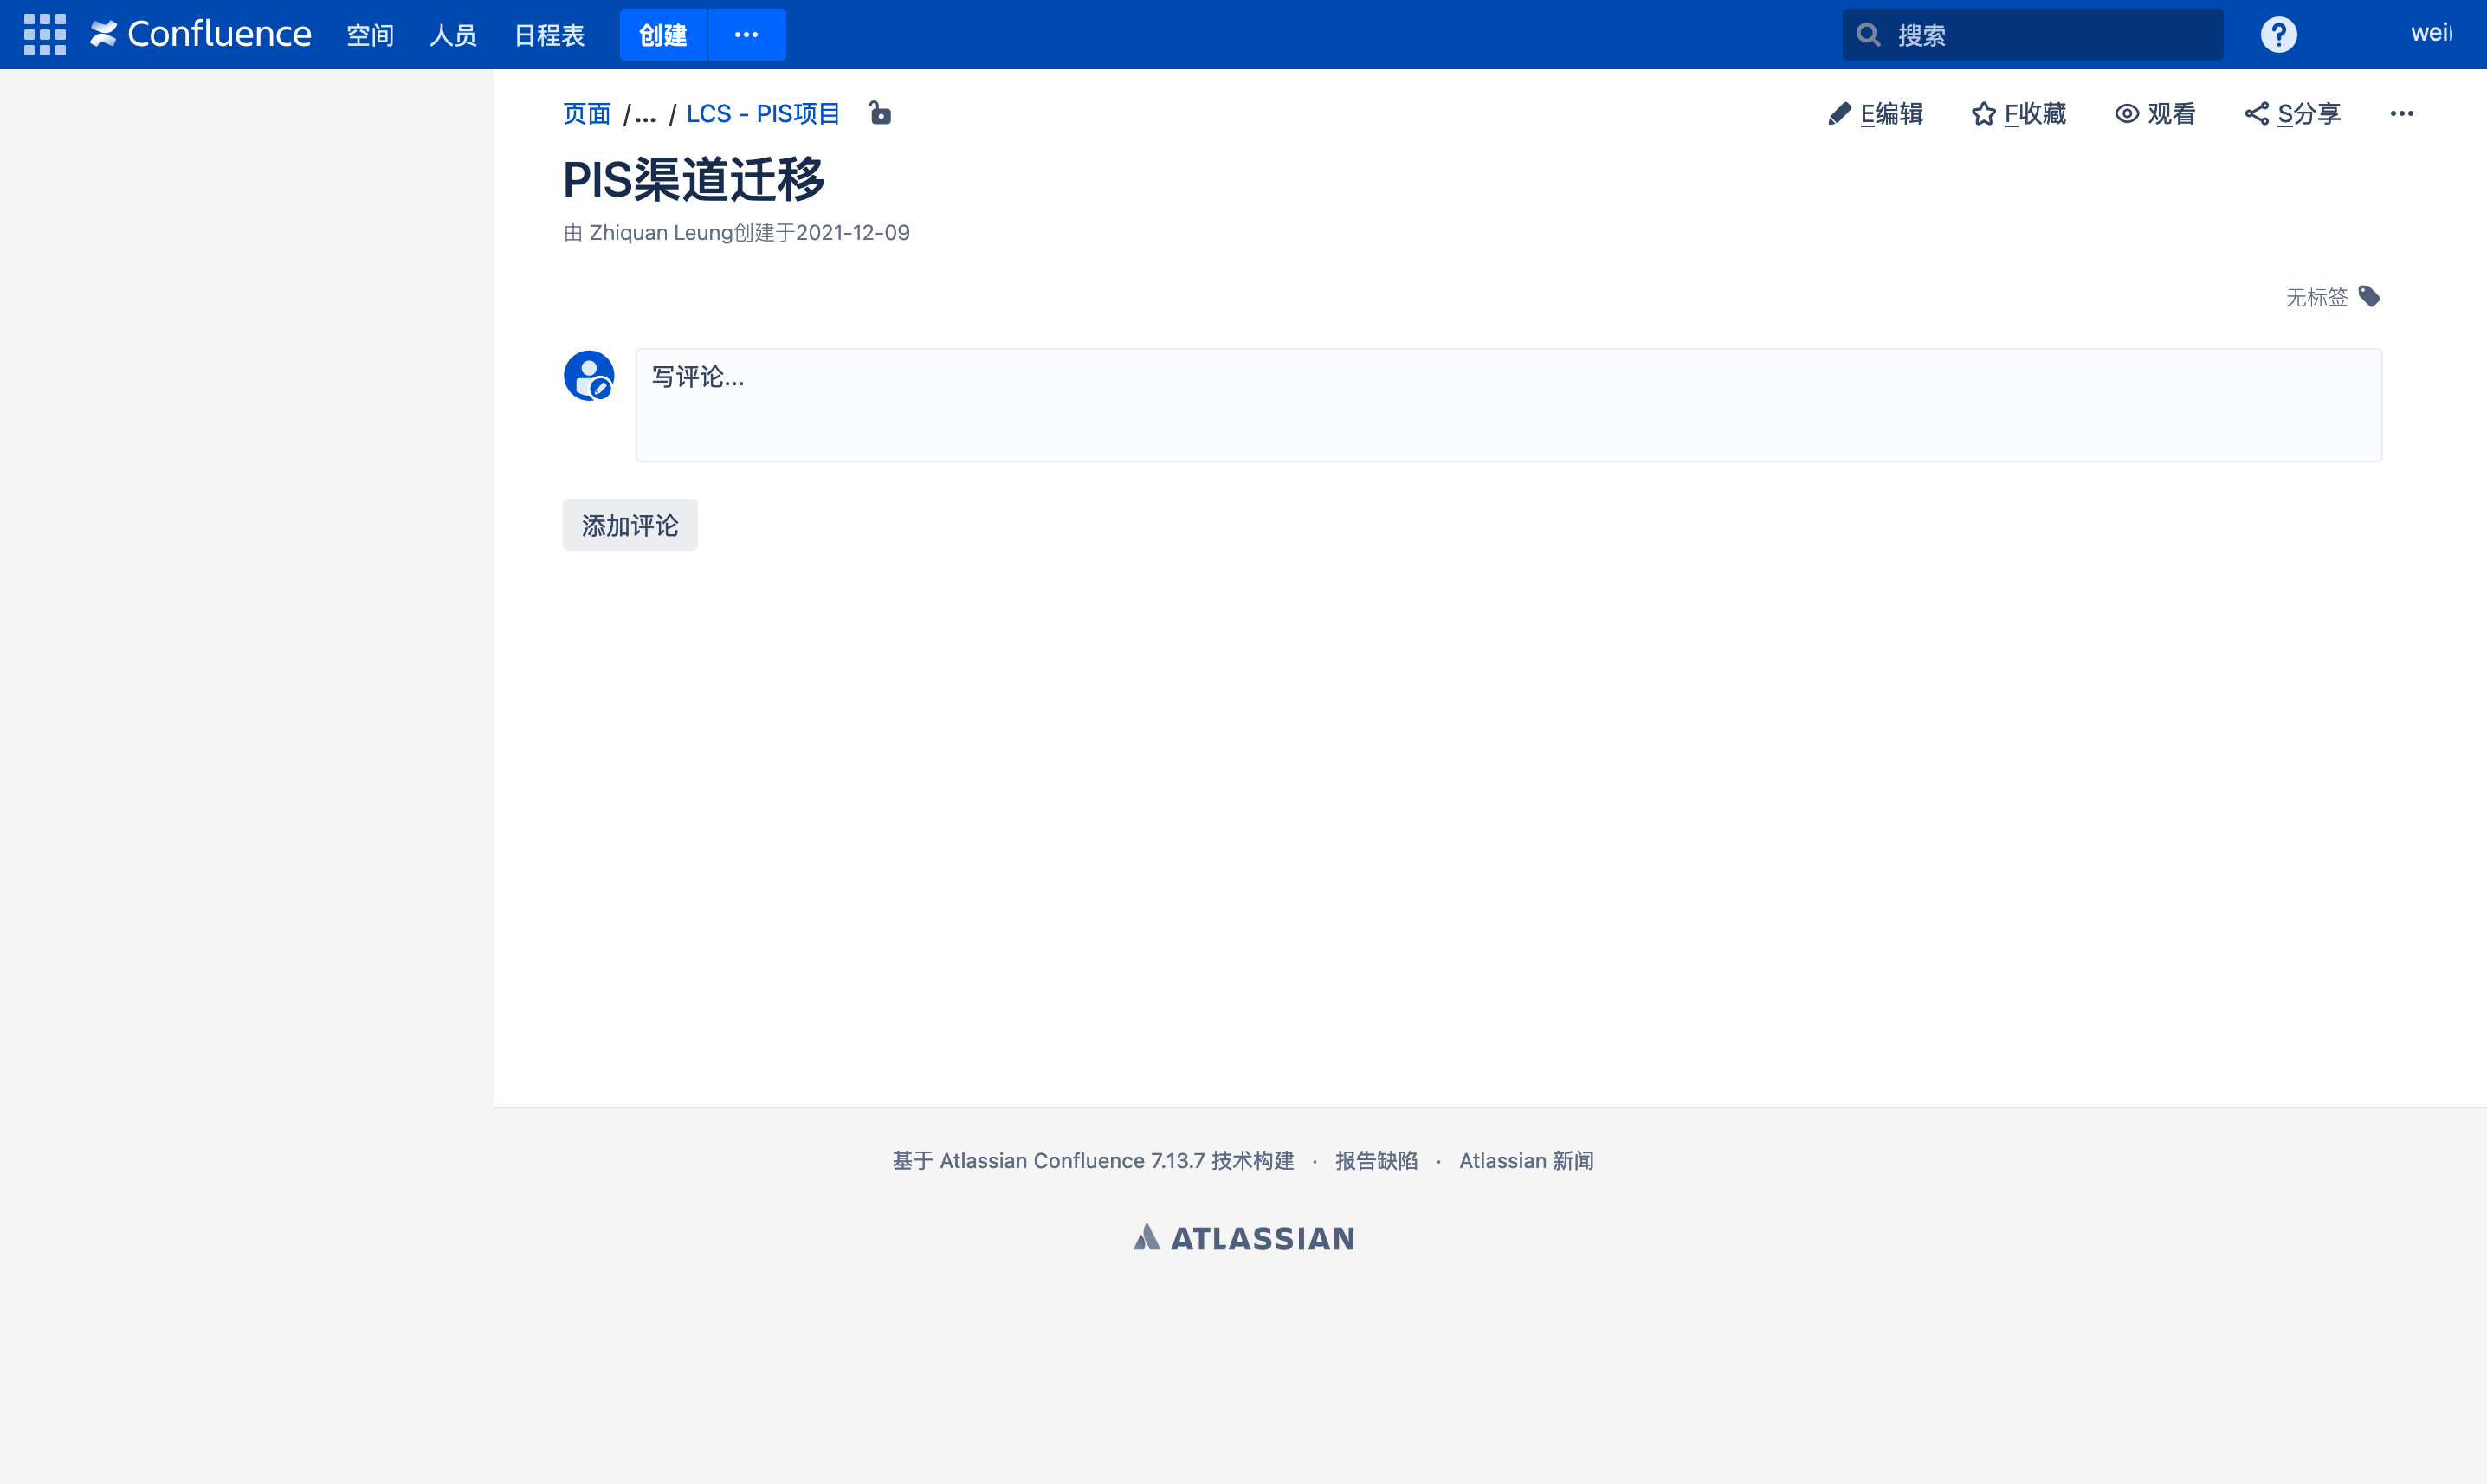 Confluence 空间 人员 日程表 创建 ••• 搜索 ? wei
页面 /... / LCS - PIS项目 E编辑 F收藏 观看 S分享 •••
PIS渠道迁移
由 Zhiquan Leung创建于2021-12-09
无标签
写评论...
添加评论
基于 Atlassian Confluence 7.13.7 技术构建 · 报告缺陷 · Atlassian 新闻
ATLASSIAN